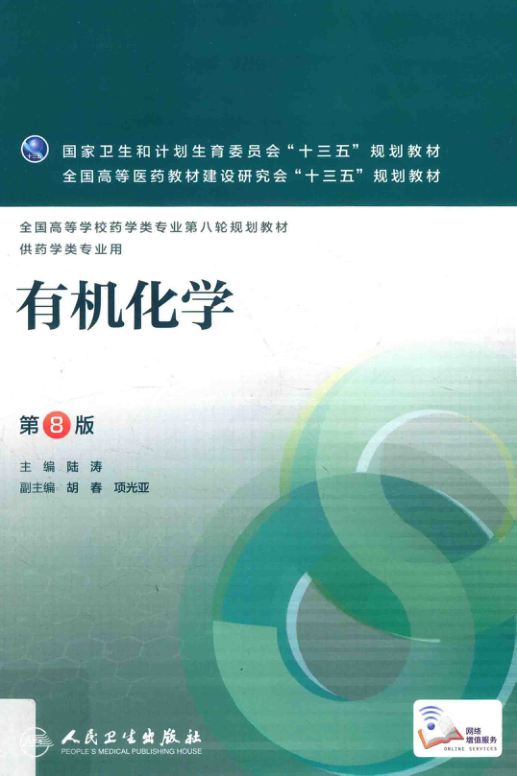 国家卫生和计划生育委员会“十三五”规划教材
全国高等医药教材建设研究会“十三五”规划教材
全国高等学校药学类专业第八轮规划教材
供药学类专业用
有机化学
第8版
主 编 陆 涛
副主编 胡 春 项光亚
人民卫生出版社
PEOPLE'S MEDICAL PUBLISHING HOUSE
网络
增值服务
ONLINE SERVICES